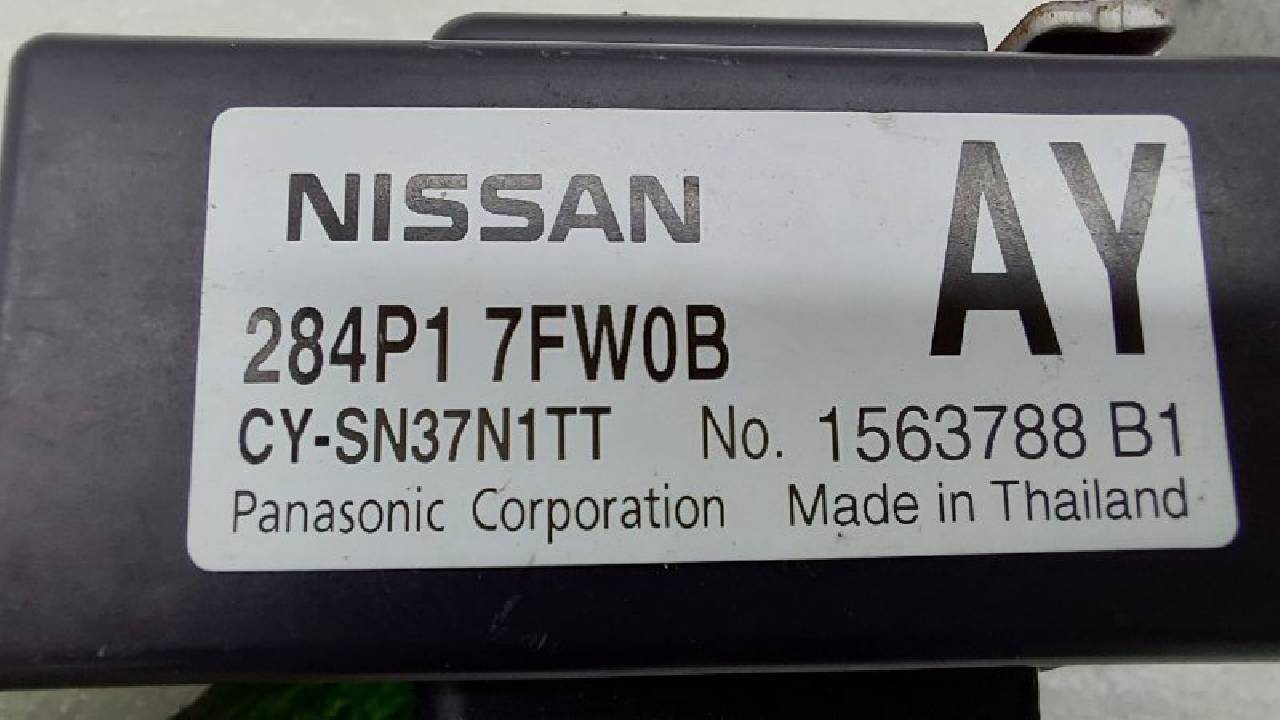 NISSAN AY
284P1 7FW0B
CY-SN37N1TT No. 1563788 B1
Panasonic Corporation Made in Thailand